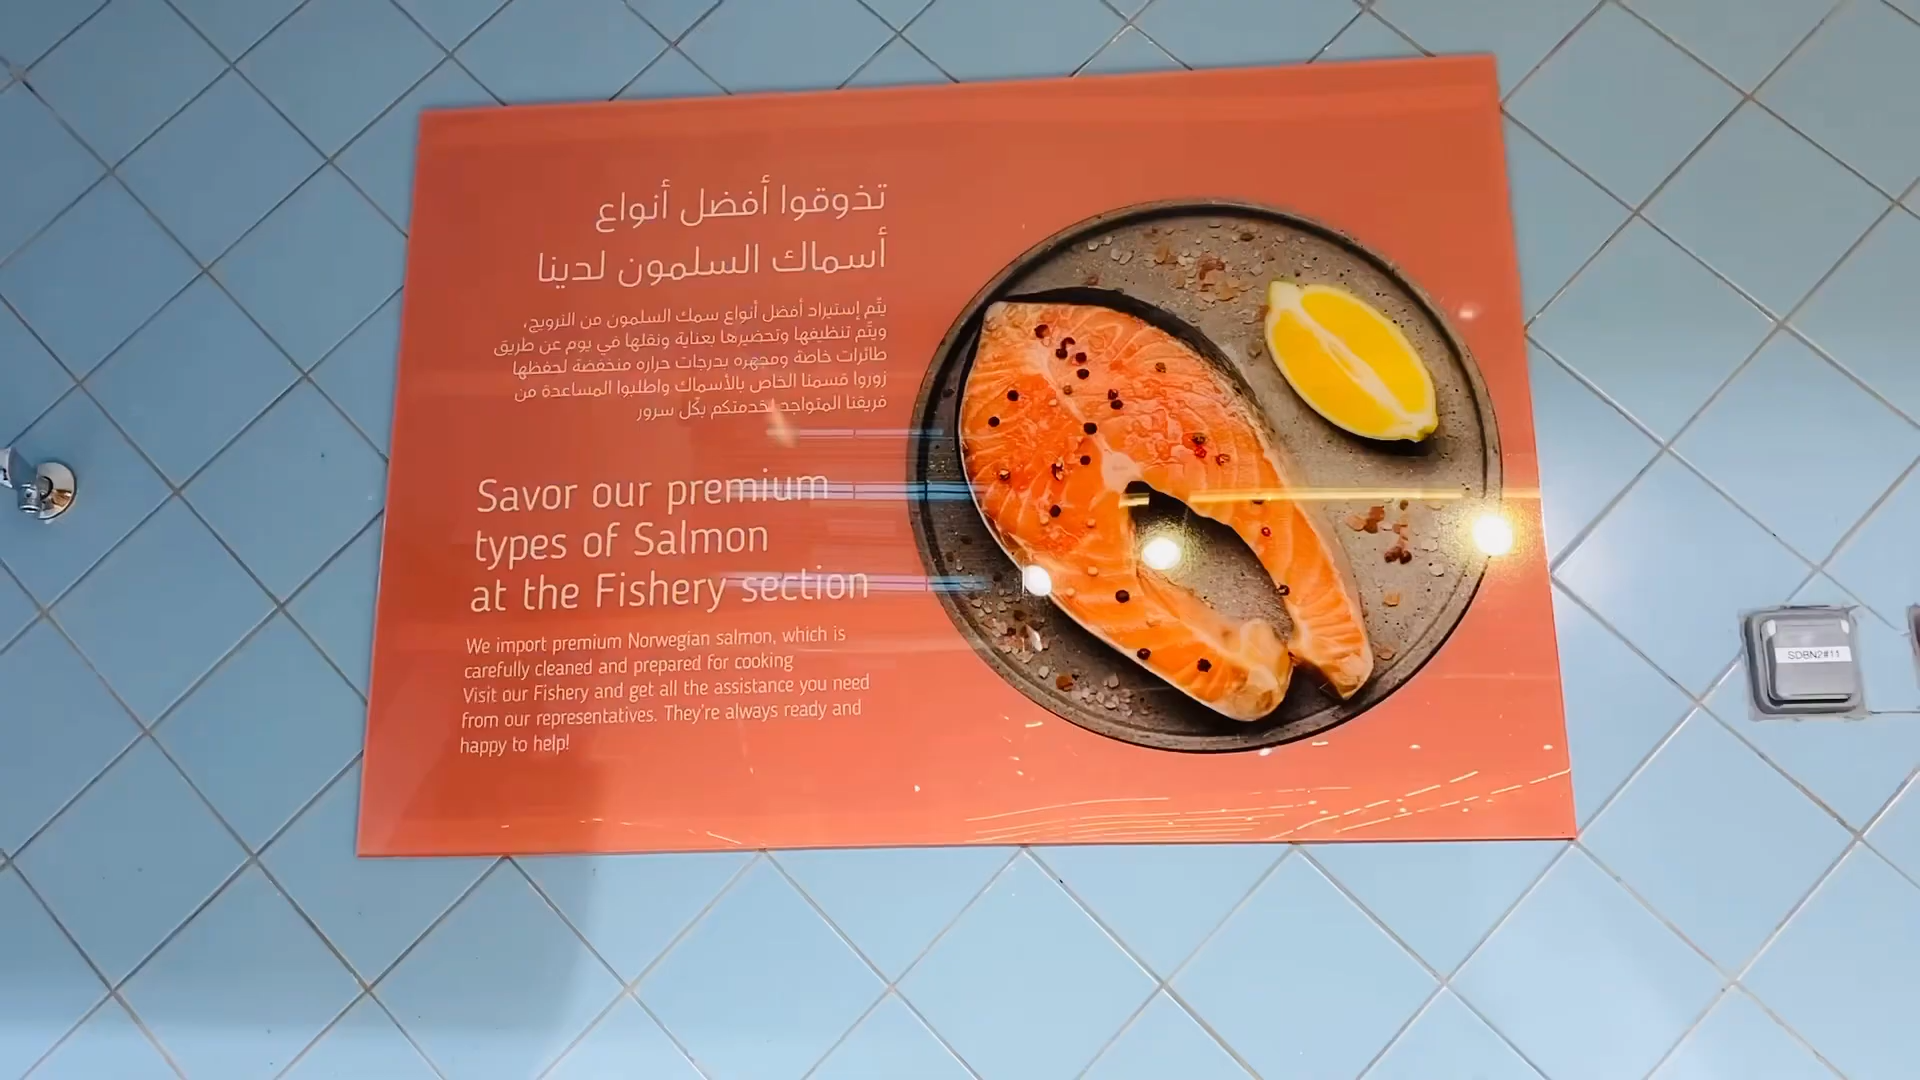 تذوقوا أفضل أنواع
أسماك السلمون لدينا
يتّم إستيراد أفضل أنواع سمك السلمون من النرويج،
ويتّم تنظيفها وتحضيرها بعناية ونقلها في يوم عن طريق
طائرات خاصة ومجهزه بدرجات حراره منخفضة لحفظها
زوروا قسمنا الخاص بالأسماك واطلبوا المساعدة من
فريقنا المتواجد لخدمتكم بكّل سرور
Savor our premium
types of Salmon
at the Fishery section
We import premium Norwegian salmon, which is
carefully cleaned and prepared for cooking
Visit our Fishery and get all the assistance you need
from our representatives. They're always ready and
happy to help!
SDBN2#11